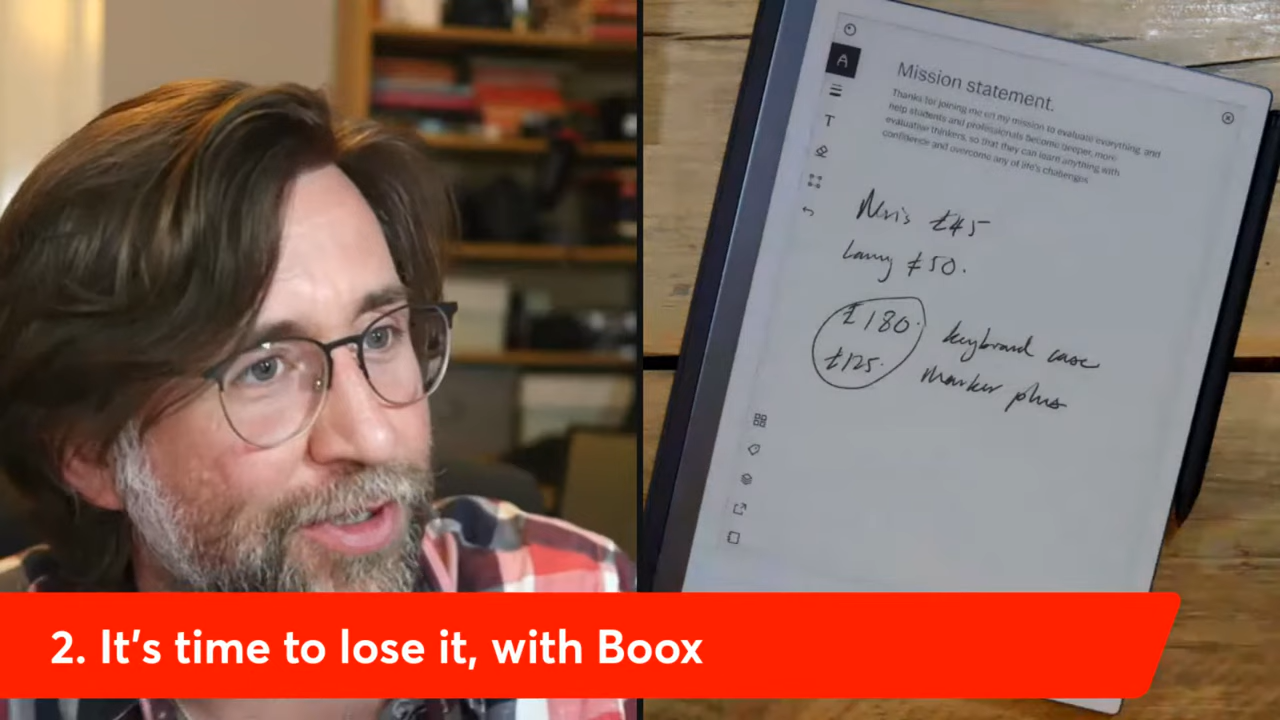 Mission statement.
Thanks for joining me on my mission to evaluate everything, and
help students and professionals become deeper, more
evaluative thinkers, so that they can learn anything with
confidence and overcome any of life's challenges
A
T
£45
Lamy £50.
£180. keyboard case
£125. marker plus
2. It's time to lose it, with Boox